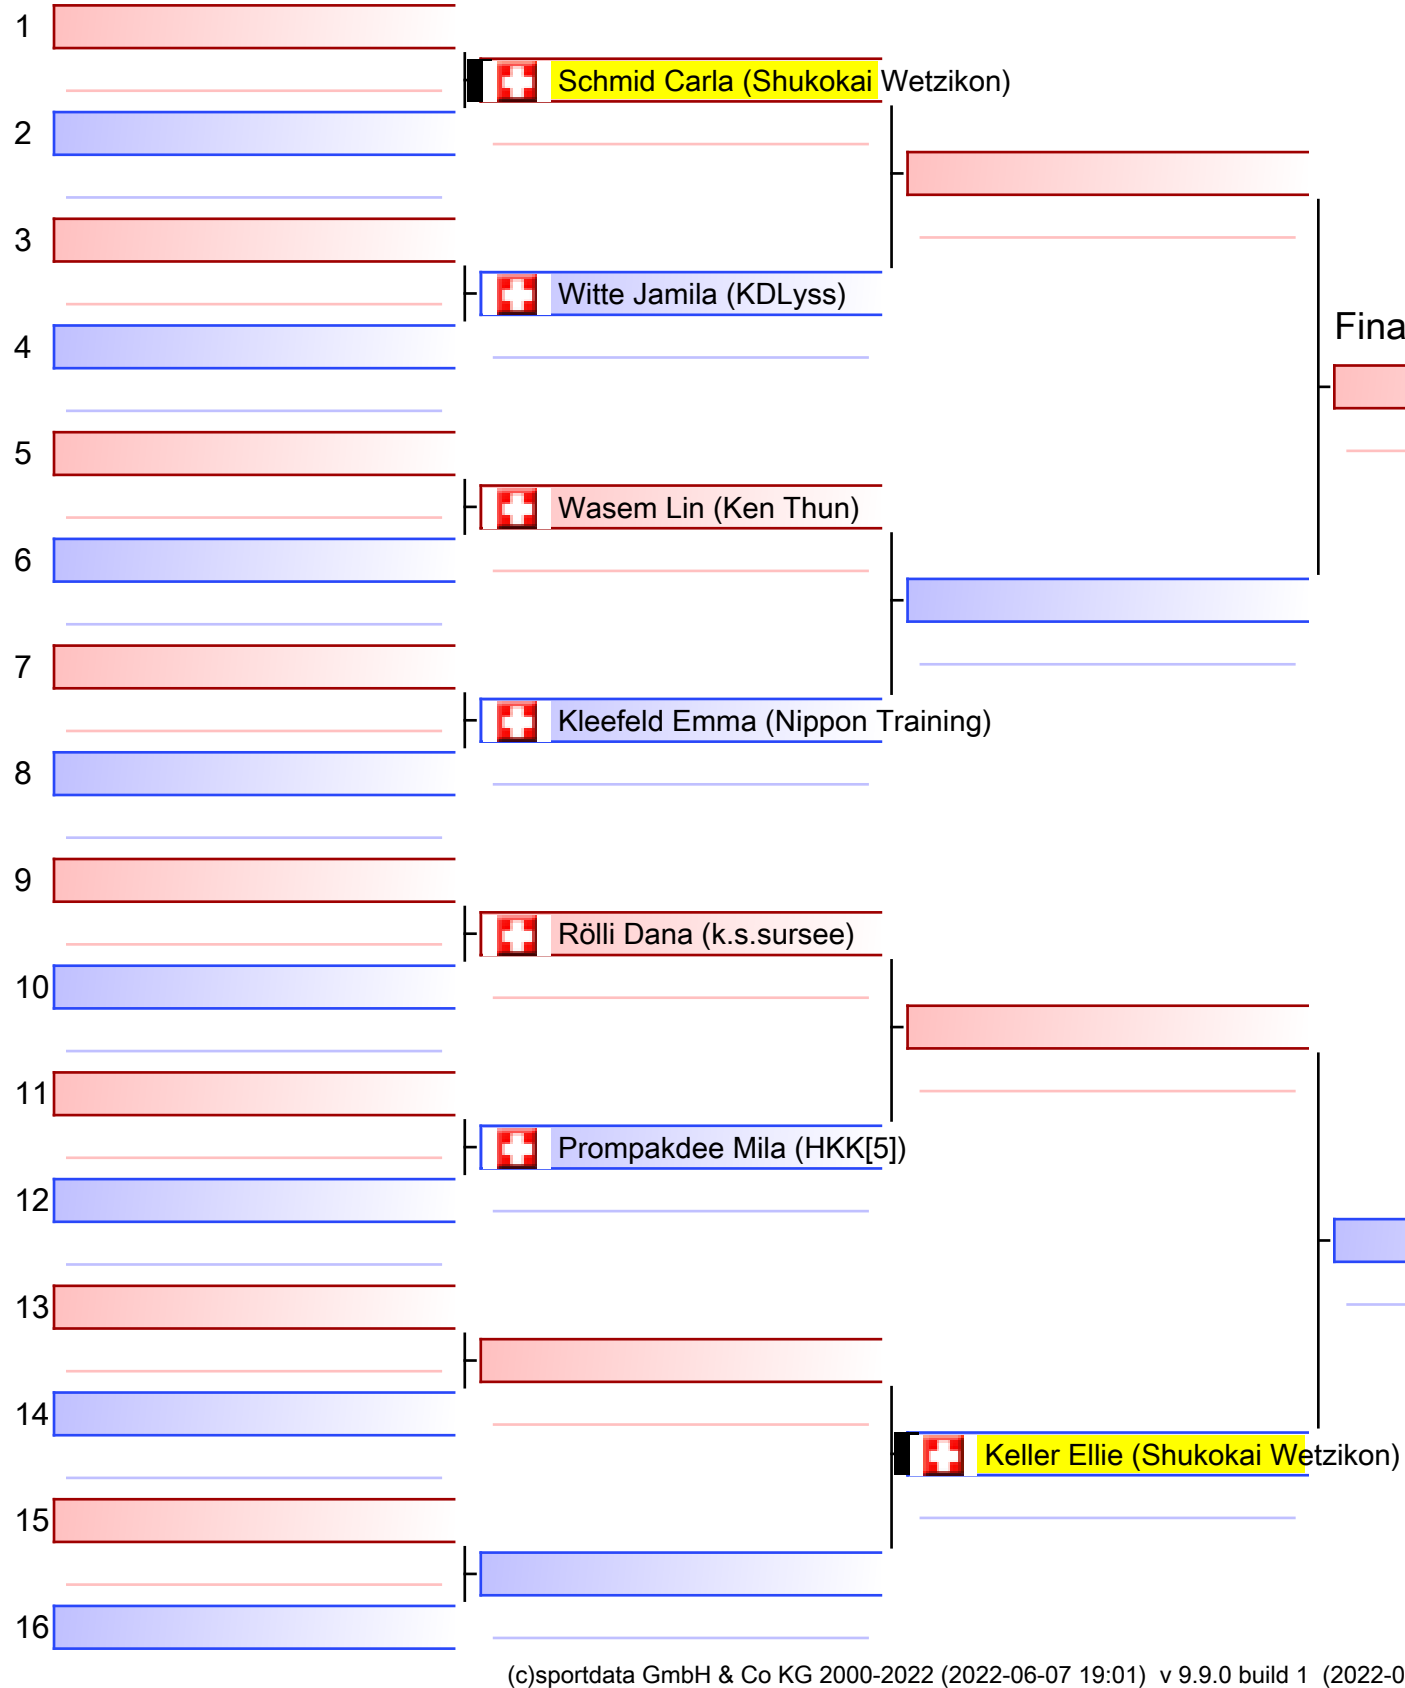 1
Schmid Carla (Shukokai Wetzikon)
2
3
Witte Jamila (KDLyss)
4
Fina
5
Wasem Lin (Ken Thun)
6
7
Kleefeld Emma (Nippon Training)
8
9
Rölli Dana (k.s.sursee)
10
11
Prompakdee Mila (HKK[5])
12
13
14
Keller Ellie (Shukokai Wetzikon)
15
16
(c)sportdata GmbH & Co KG 2000-2022 (2022-06-07 19:01) v 9.9.0 build 1 (2022-0